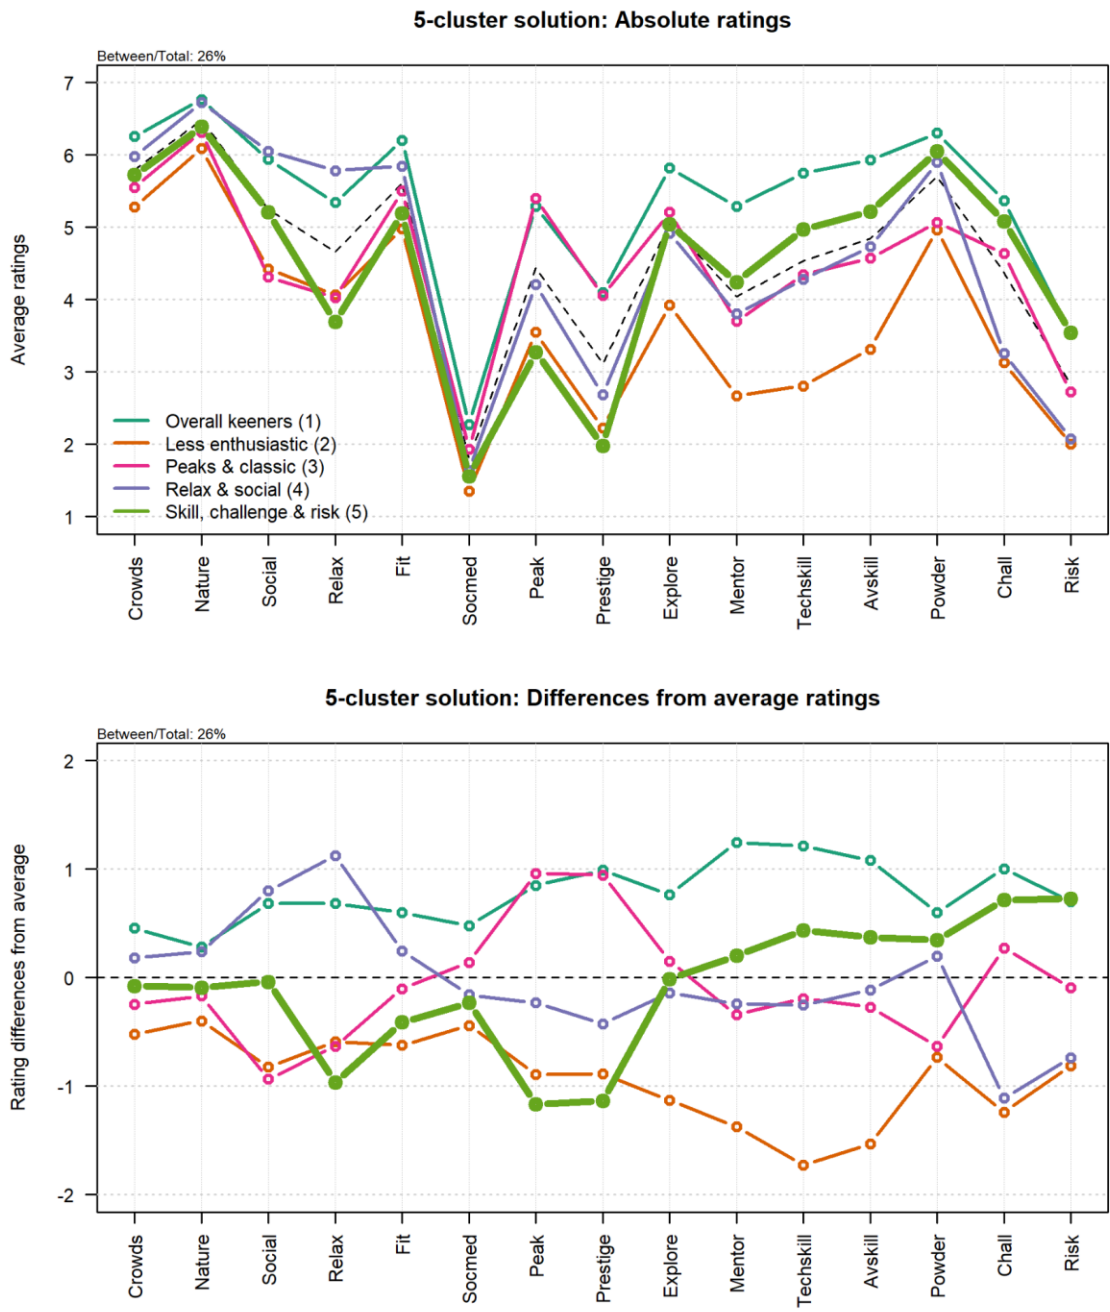 5-cluster solution: Absolute ratings
Between/Total: 26%
Average ratings
7
6
5
4
3
2
1
Overall keeners (1)
Less enthusiastic (2)
Peaks & classic (3)
Relax & social (4)
Skill, challenge & risk (5)
Crowds
Nature
Social
Relax
Fit
Socmed
Peak
Prestige
Explore
Mentor
Techskill
Avskill
Powder
Chall
Risk
5-cluster solution: Differences from average ratings
Between/Total: 26%
Rating differences from average
2
1
0
-1
-2
Crowds
Nature
Social
Relax
Fit
Socmed
Peak
Prestige
Explore
Mentor
Techskill
Avskill
Powder
Chall
Risk